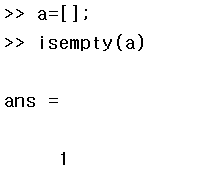 >> a=[];
>> isempty(a)
ans =
1